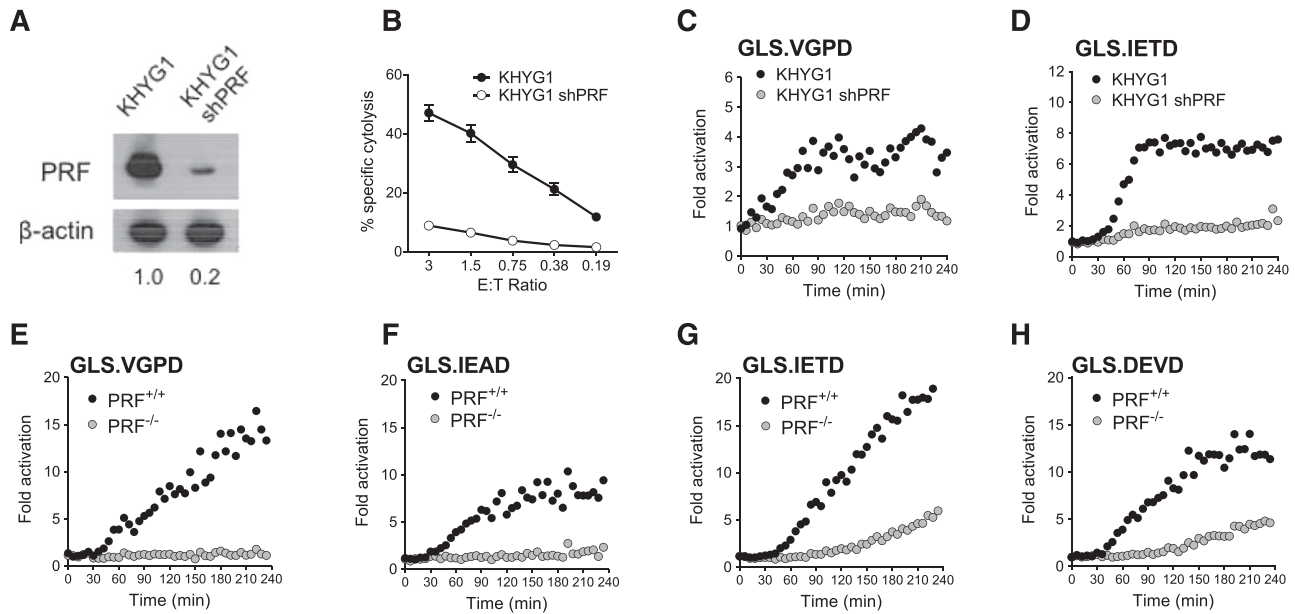 A
KHYG1
KHYG1
shPRF
PRF
β-actin
1.0 0.2
B
% specific cytolysis
60
40
20
0
KHYG1
KHYG1 shPRF
3 1.5 0.75 0.38 0.19
E:T Ratio
C
GLS.VGPD
Fold activation
6
5
4
3
2
1
0
KHYG1
KHYG1 shPRF
0 30 60 90 120 150 180 210 240
Time (min)
D
GLS.IETD
Fold activation
12
10
8
6
4
2
0
KHYG1
KHYG1 shPRF
0 30 60 90 120 150 180 210 240
Time (min)
E
GLS.VGPD
Fold activation
20
15
10
5
0
PRF+/+
PRF-/-
0 30 60 90 120 150 180 210 240
Time (min)
F
GLS.IEAD
Fold activation
20
15
10
5
0
PRF+/+
PRF-/-
0 30 60 90 120 150 180 210 240
Time (min)
G
GLS.IETD
Fold activation
20
15
10
5
0
PRF+/+
PRF-/-
0 30 60 90 120 150 180 210 240
Time (min)
H
GLS.DEVD
Fold activation
20
15
10
5
0
PRF+/+
PRF-/-
0 30 60 90 120 150 180 210 240
Time (min)